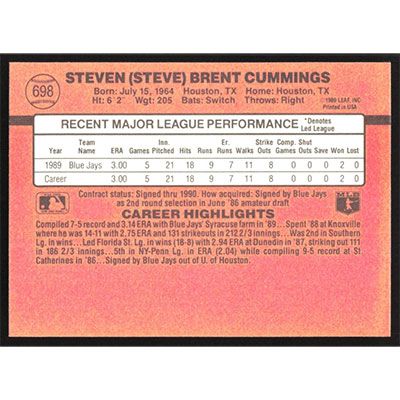 698
STEVEN (STEVE) BRENT CUMMINGS
Born: July 15, 1964 Houston, TX Home: Houston, TX
Ht: 6' 2" Wgt: 205 Bats: Switch Throws: Right
©1989 LEAF, INC.
Printed in USA
RECENT MAJOR LEAGUE PERFORMANCE *Denotes Led League
Year Team Name ERA Games Inn. Pitched Hits Runs Er. Runs Walks Strike Outs Comp. Games Shut Outs Save Won Lost
1989 Blue Jays 3.00 5 21 18 9 7 11 8 0 0 0 2 0
Career 3.00 5 21 18 9 7 11 8 0 0 0 2 0
Contract status: Signed thru 1990. How acquired: Signed by Blue Jays
as 2nd round selection in June '86 amateur draft
MLB
CAREER HIGHLIGHTS
Compiled 7-5 record and 3.14 ERA with Blue Jays' Syracuse farm in '89... Spent '88 at Knoxville
where he was 14-11 with 2.75 ERA and 131 strikeouts in 212.2/3 innings... Was 2nd in Southern
Lg. in wins... Led Florida St. Lg. in wins (18-8) with 2.94 ERA at Dunedin in '87, striking out 111
in 186 2/3 innings... 5th in NY-Penn Lg. in ERA (2.04) while compiling 9-5 record at St
Catherines in '86... Signed by Blue Jays out of U. of Houston